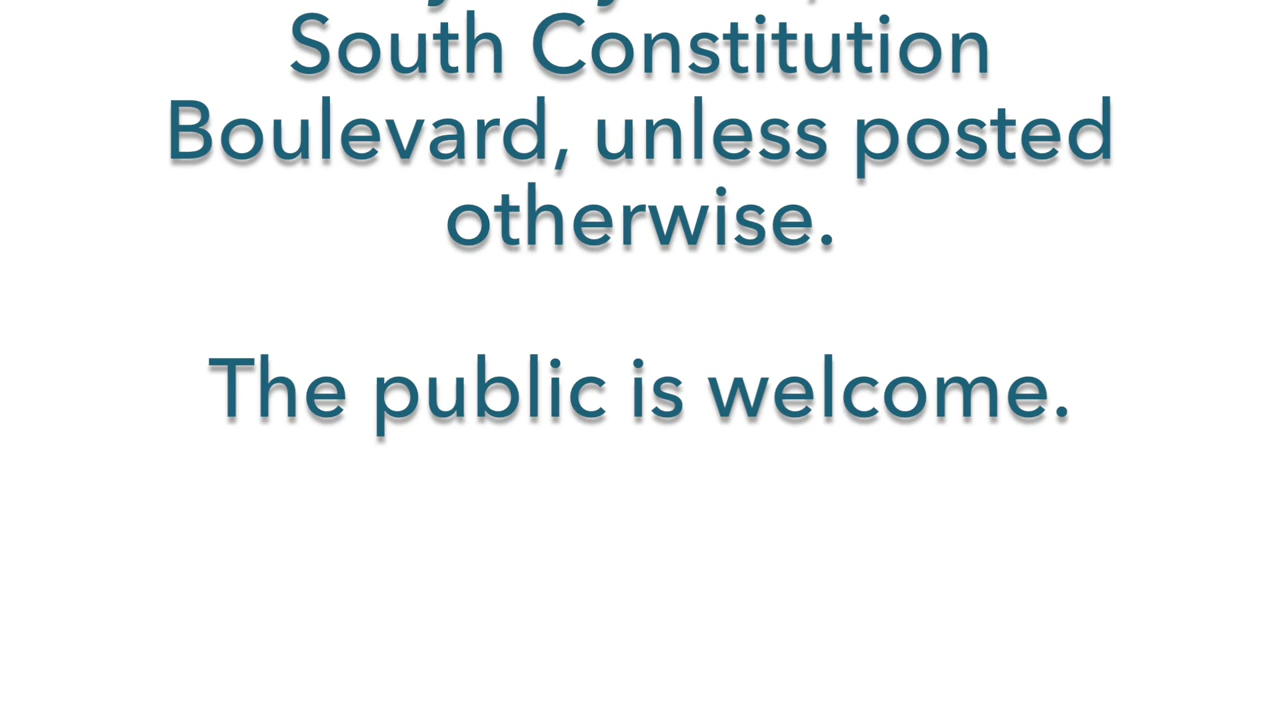 South Constitution
Boulevard, unless posted
otherwise.
The public is welcome.